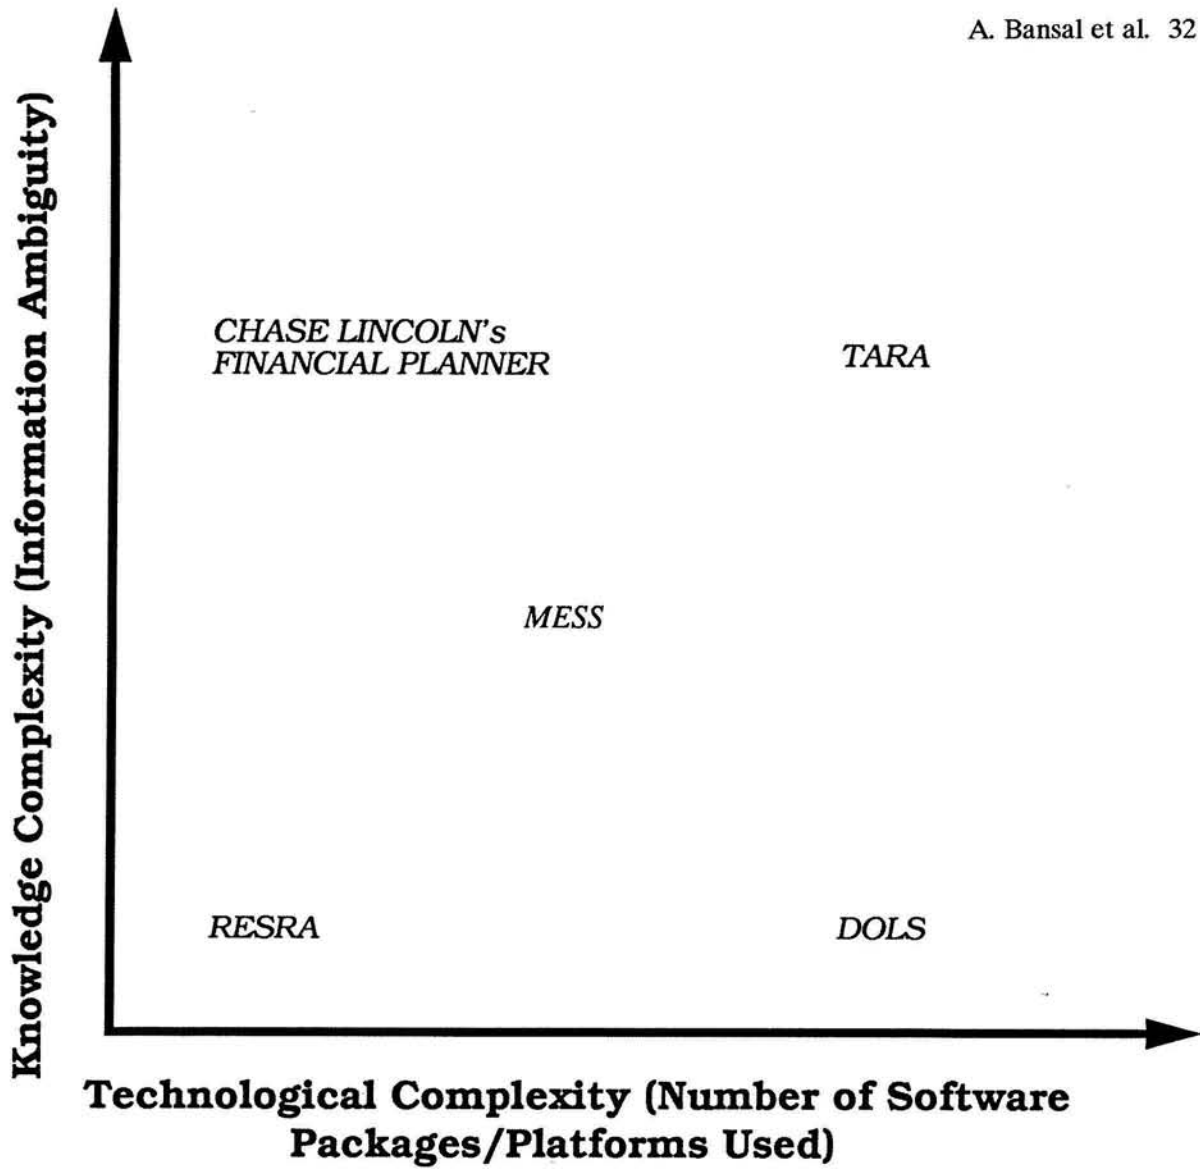 A. Bansal et al. 32
Knowledge Complexity (Information Ambiguity)
CHASE LINCOLN's
FINANCIAL PLANNER
TARA
MESS
RESRA
DOLS
Technological Complexity (Number of Software
Packages/Platforms Used)